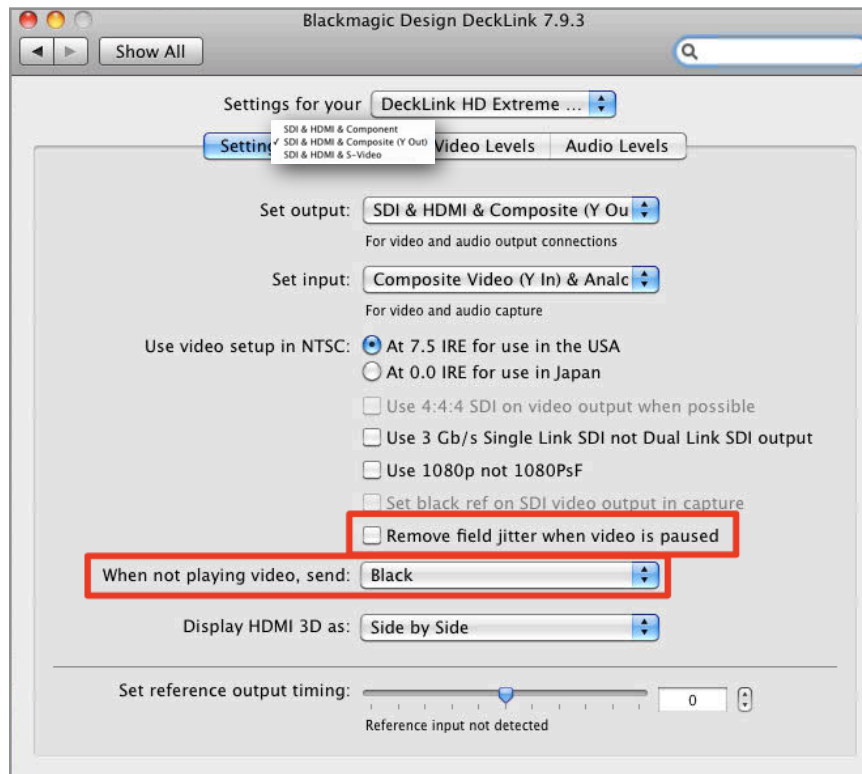 Blackmagic Design DeckLink 7.9.3
Show All
Settings for your DeckLink HD Extreme ...
SDI & HDMI & Component
✓ SDI & HDMI & Composite (Y Out)
SDI & HDMI & S-Video
Setting Video Levels Audio Levels
Set output: SDI & HDMI & Composite (Y Ou
For video and audio output connections
Set input: Composite Video (Y In) & Analo
For video and audio capture
Use video setup in NTSC: At 7.5 IRE for use in the USA
At 0.0 IRE for use in Japan
Use 4:4:4 SDI on video output when possible
Use 3 Gb/s Single Link SDI not Dual Link SDI output
Use 1080p not 1080PsF
Set black ref on SDI video output in capture
Remove field jitter when video is paused
When not playing video, send: Black
Display HDMI 3D as: Side by Side
Set reference output timing: 0
Reference input not detected